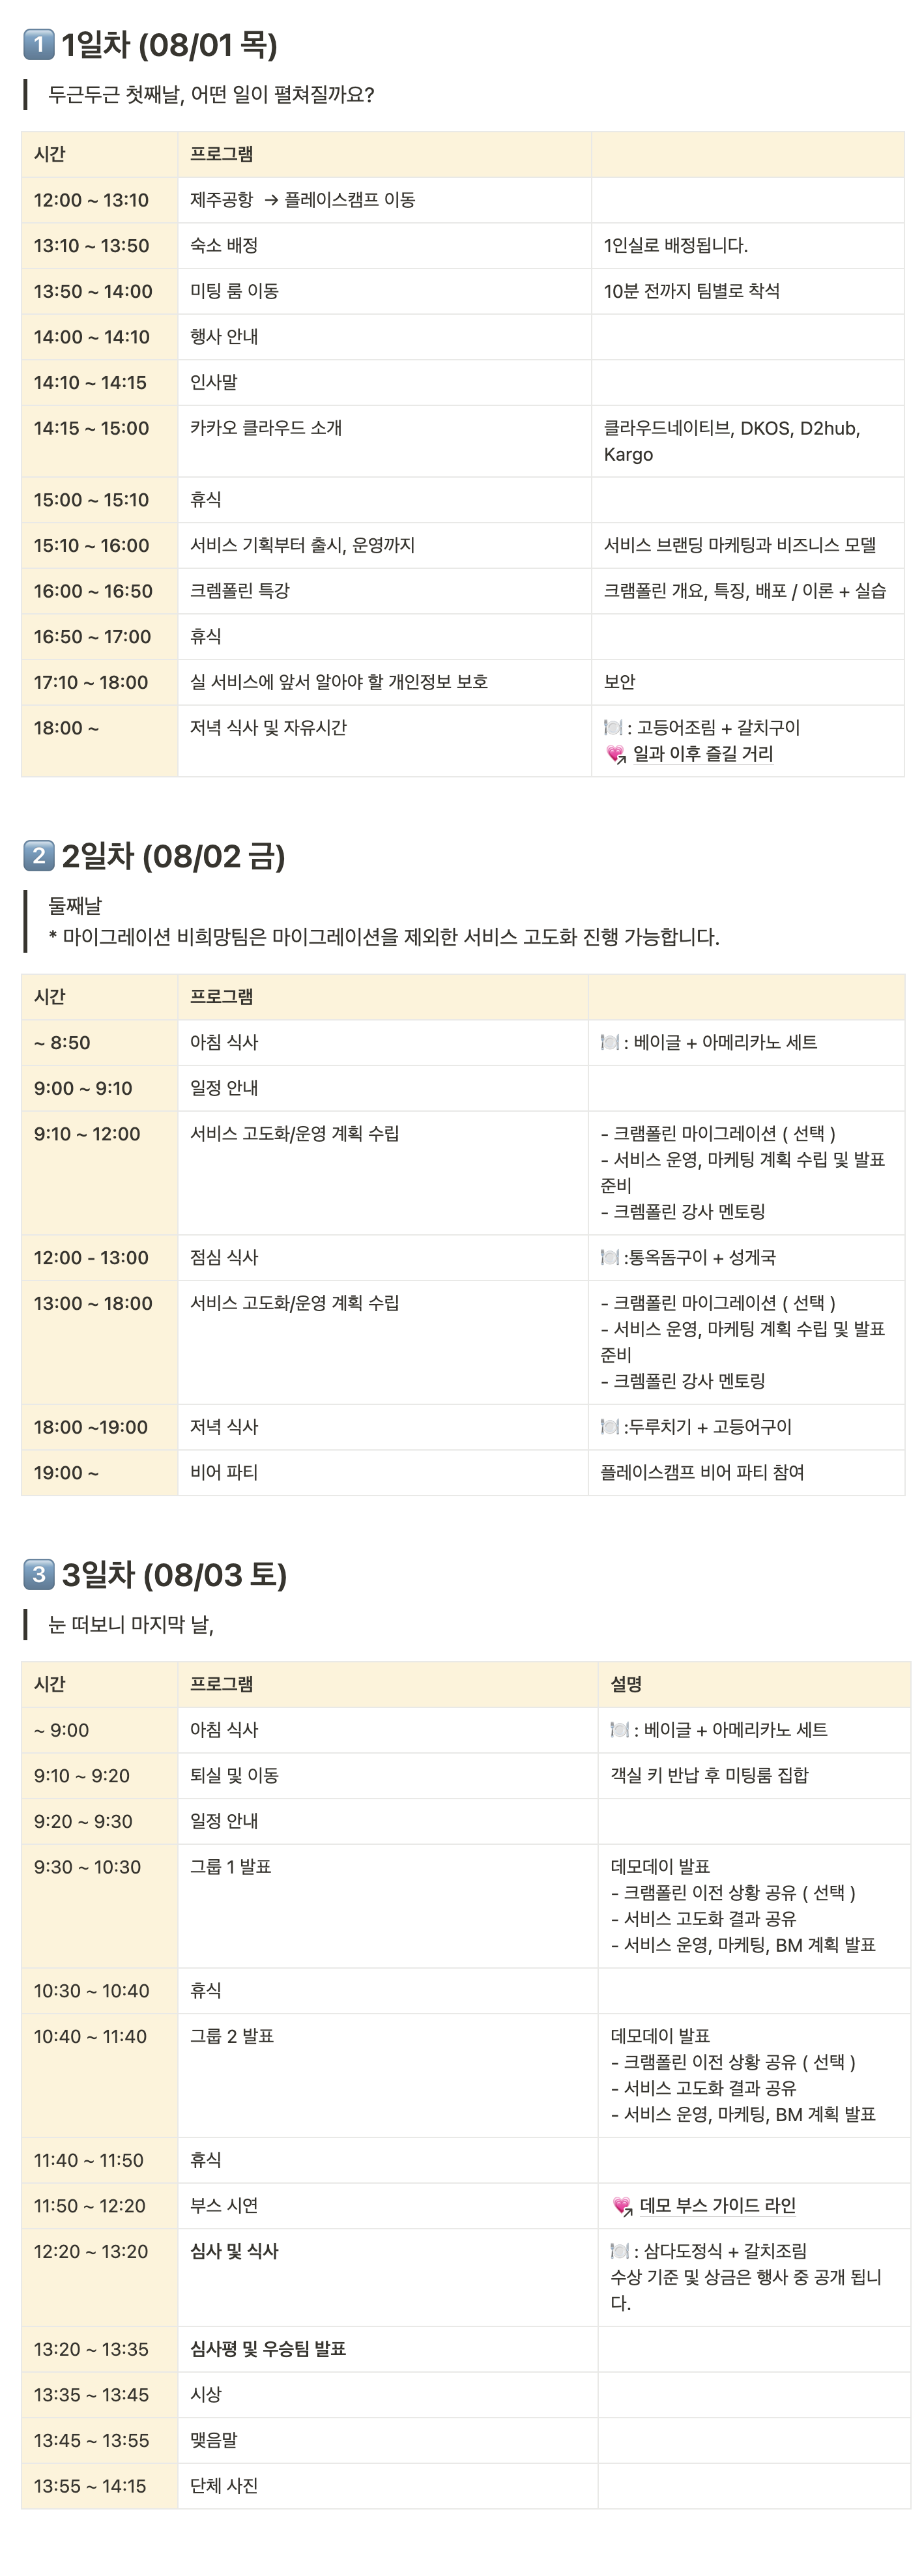 1 1일차 (08/01 목)
두근두근 첫째날, 어떤 일이 펼쳐질까요?
시간 프로그램
12:00 ~ 13:10 제주공항 → 플레이스캠프 이동
13:10 ~ 13:50 숙소 배정 1인실로 배정됩니다.
13:50 ~ 14:00 미팅 룸 이동 10분 전까지 팀별로 착석
14:00 ~ 14:10 행사 안내
14:10 ~ 14:15 인사말
14:15 ~ 15:00 카카오 클라우드 소개 클라우드네이티브, DKOS, D2hub,
Kargo
15:00 ~ 15:10 휴식
15:10 ~ 16:00 서비스 기획부터 출시, 운영까지 서비스 브랜딩 마케팅과 비즈니스 모델
16:00 ~ 16:50 크렘폴린 특강 크램폴린 개요, 특징, 배포 / 이론 + 실습
16:50 ~ 17:00 휴식
17:10 ~ 18:00 실 서비스에 앞서 알아야 할 개인정보 보호 보안
18:00 ~ 저녁 식사 및 자유시간 🍽️ : 고등어조림 + 갈치구이
일과 이후 즐길 거리
2 2일차 (08/02 금)
둘째날
* 마이그레이션 비희망팀은 마이그레이션을 제외한 서비스 고도화 진행 가능합니다.
시간 프로그램
~ 8:50 아침 식사 🍽️ : 베이글 + 아메리카노 세트
9:00 ~ 9:10 일정 안내
9:10 ~ 12:00 서비스 고도화/운영 계획 수립 - 크램폴린 마이그레이션 ( 선택 )
- 서비스 운영, 마케팅 계획 수립 및 발표
준비
- 크렘폴린 강사 멘토링
12:00 - 13:00 점심 식사 🍽️ :통옥돔구이 + 성게국
13:00 ~ 18:00 서비스 고도화/운영 계획 수립 - 크램폴린 마이그레이션 ( 선택 )
- 서비스 운영, 마케팅 계획 수립 및 발표
준비
- 크렘폴린 강사 멘토링
18:00 ~19:00 저녁 식사 🍽️ :두루치기 + 고등어구이
19:00 ~ 비어 파티 플레이스캠프 비어 파티 참여
3 3일차 (08/03 토)
눈 떠보니 마지막 날,
시간 프로그램 설명
~ 9:00 아침 식사 🍽️ : 베이글 + 아메리카노 세트
9:10 ~ 9:20 퇴실 및 이동 객실 키 반납 후 미팅룸 집합
9:20 ~ 9:30 일정 안내
9:30 ~ 10:30 그룹 1 발표 데모데이 발표
- 크램폴린 이전 상황 공유 ( 선택 )
- 서비스 고도화 결과 공유
- 서비스 운영, 마케팅, BM 계획 발표
10:30 ~ 10:40 휴식
10:40 ~ 11:40 그룹 2 발표 데모데이 발표
- 크램폴린 이전 상황 공유 ( 선택 )
- 서비스 고도화 결과 공유
- 서비스 운영, 마케팅, BM 계획 발표
11:40 ~ 11:50 휴식
11:50 ~ 12:20 부스 시연 데모 부스 가이드 라인
12:20 ~ 13:20 심사 및 식사 🍽️ : 삼다도정식 + 갈치조림
수상 기준 및 상금은 행사 중 공개 됩니
다.
13:20 ~ 13:35 심사평 및 우승팀 발표
13:35 ~ 13:45 시상
13:45 ~ 13:55 맺음말
13:55 ~ 14:15 단체 사진